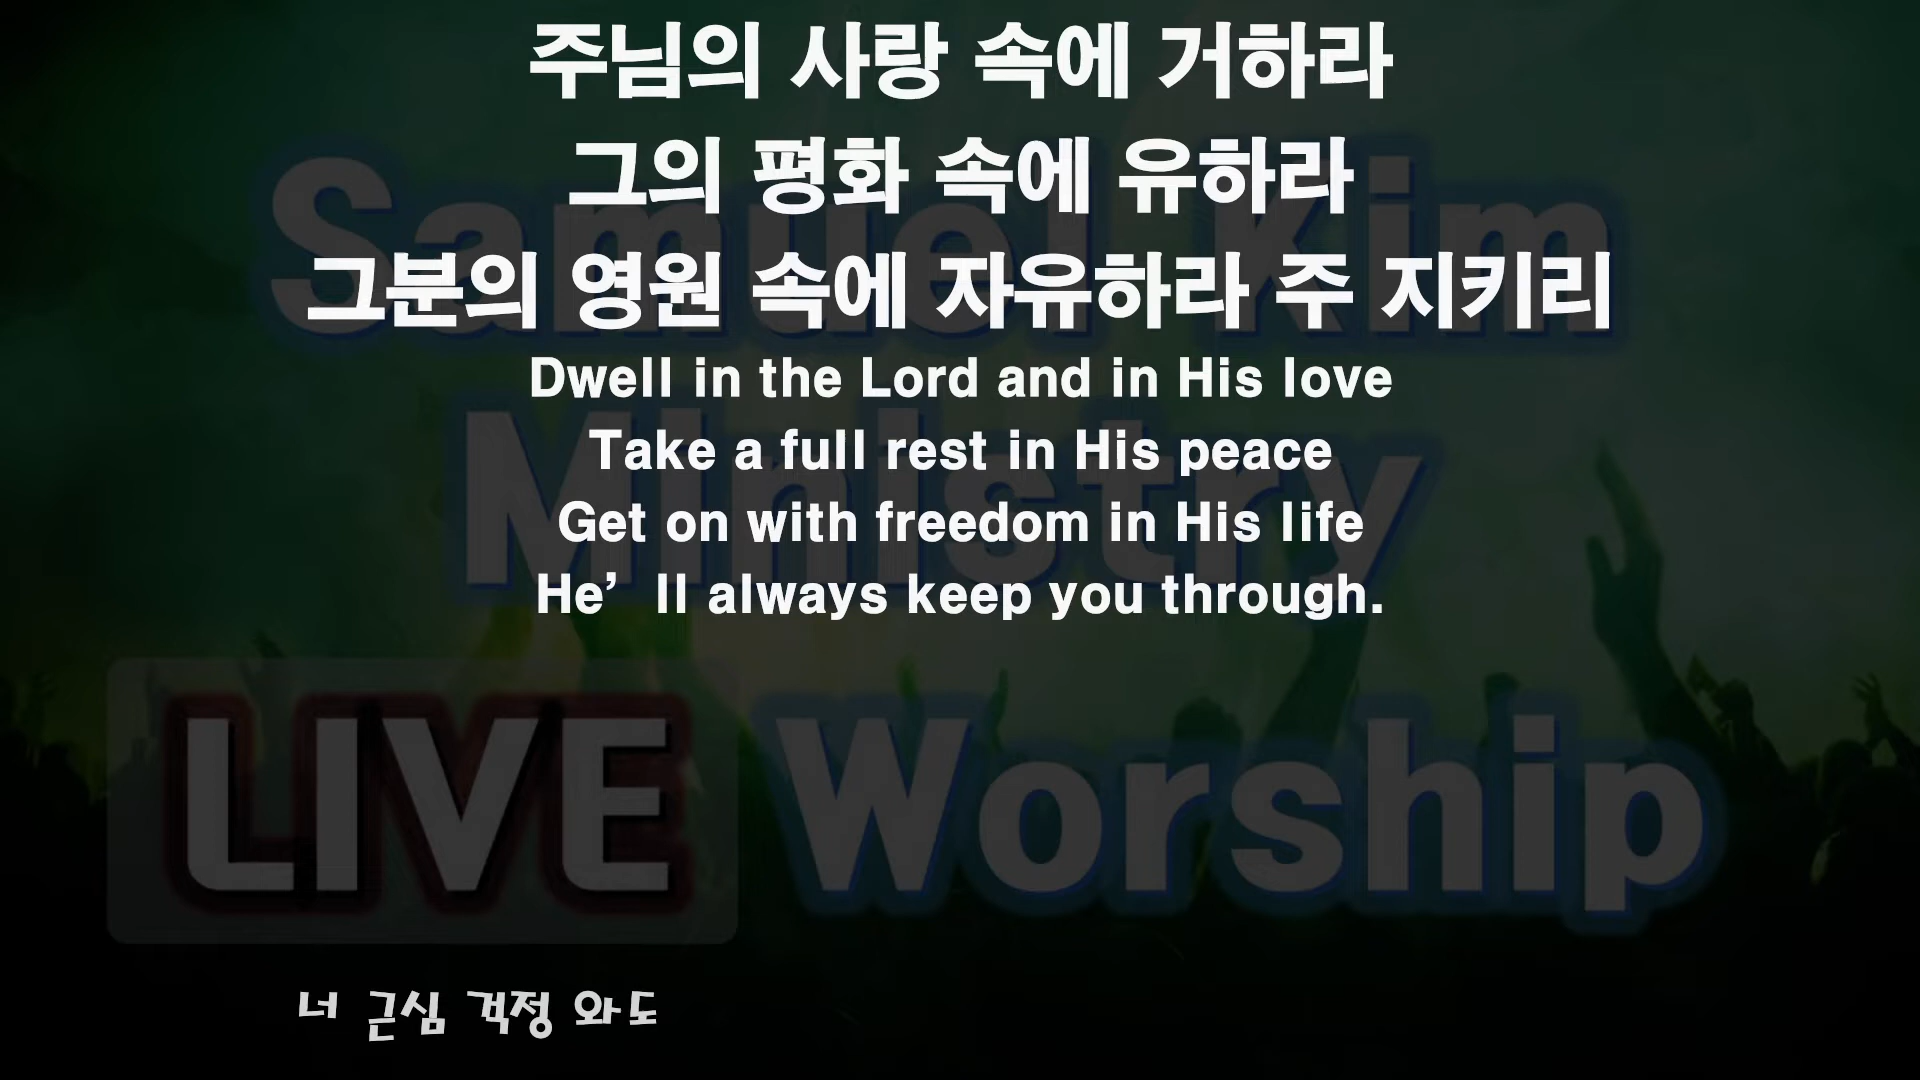 주님의 사랑 속에 거하라
그의 평화 속에 유하라
그분의 영원 속에 자유하라 주 지키리
Dwell in the Lord and in His love
Take a full rest in His peace
Get on with freedom in His life
He’ll always keep you through.
Samuel Kim
Ministry
LIVE Worship
너 근심 걱정 와도